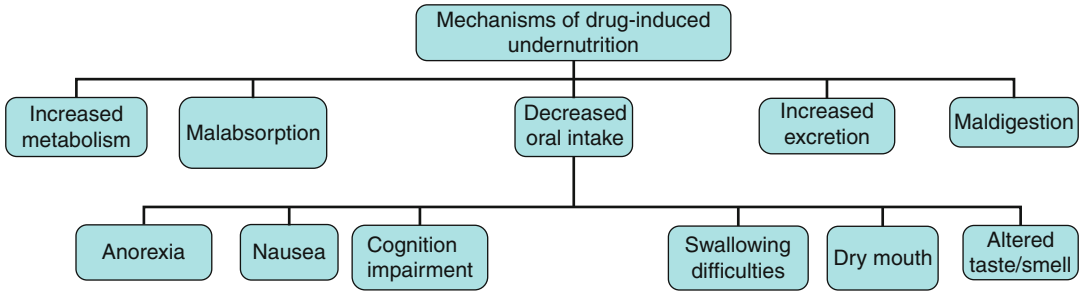 Mechanisms of drug-induced
undernutrition
Increased
metabolism
Malabsorption
Decreased
oral intake
Increased
excretion
Maldigestion
Anorexia
Nausea
Cognition
impairment
Swallowing
difficulties
Dry mouth
Altered
taste/smell